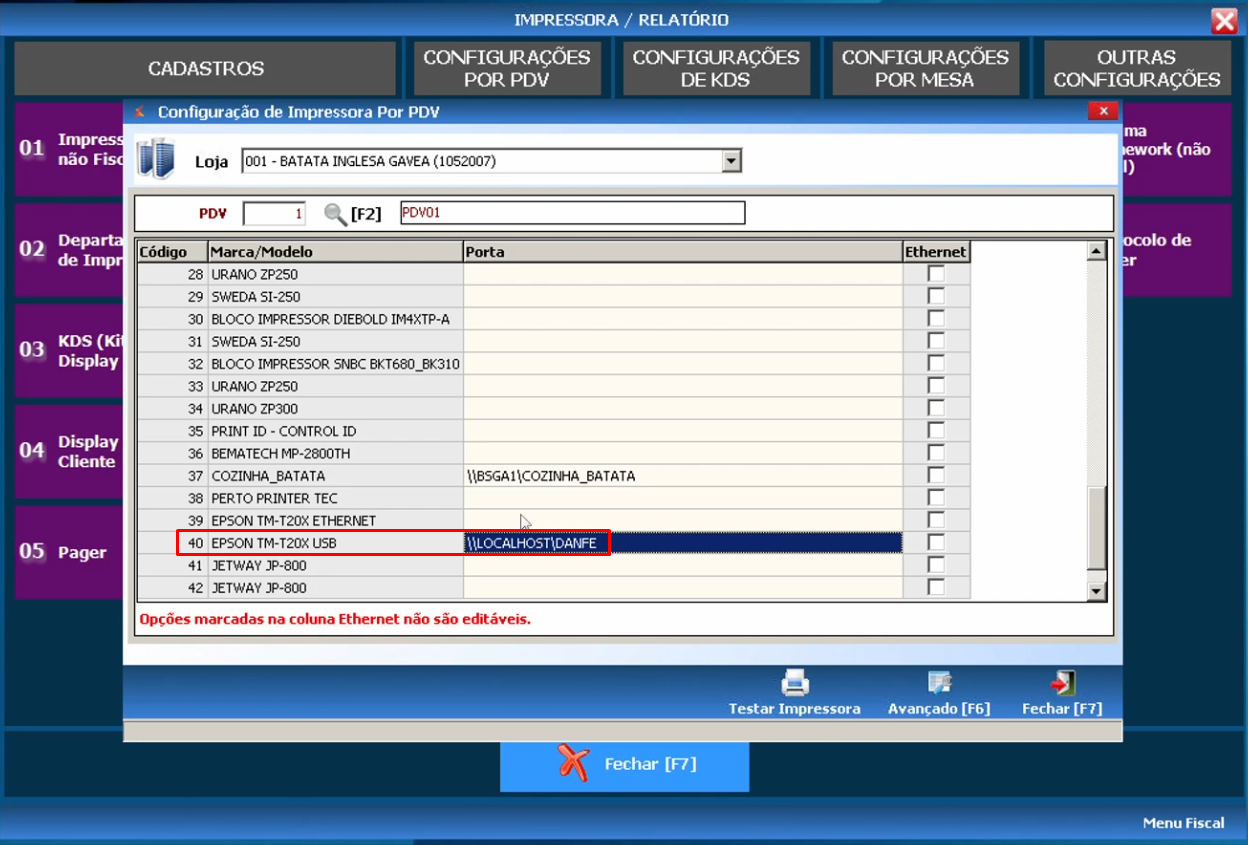 IMPRESSORA / RELATÓRIO
CADASTROS
CONFIGURAÇÕES
POR PDV
CONFIGURAÇÕES
DE KDS
CONFIGURAÇÕES
POR MESA
OUTRAS
CONFIGURAÇÕES
01 Impress
não Fisc
02 Departa
de Impr
03 KDS (Kit
Display
04 Display
Cliente
05 Pager
ma
ework (não
l)
ocolo de
er
Configuração de Impressora Por PDV
Loja 001 - BATATA INGLESA GAVEA (1052007)
PDV 1 [F2] PDV01
Código Marca/Modelo Porta Ethernet
28 URANO ZP250
29 SWEDA SI-250
30 BLOCO IMPRESSOR DIEBOLD IM4XTP-A
31 SWEDA SI-250
32 BLOCO IMPRESSOR SNBC BKT680_BK310
33 URANO ZP250
34 URANO ZP300
35 PRINT ID - CONTROL ID
36 BEMATECH MP-2800TH
37 COZINHA_BATATA \\BSGA1\COZINHA_BATATA
38 PERTO PRINTER TEC
39 EPSON TM-T20X ETHERNET
40 EPSON TM-T20X USB \\LOCALHOST\DANFE
41 JETWAY JP-800
42 JETWAY JP-800
Opções marcadas na coluna Ethernet não são editáveis.
Testar Impressora Avançado [F6] Fechar [F7]
Fechar [F7]
Menu Fiscal